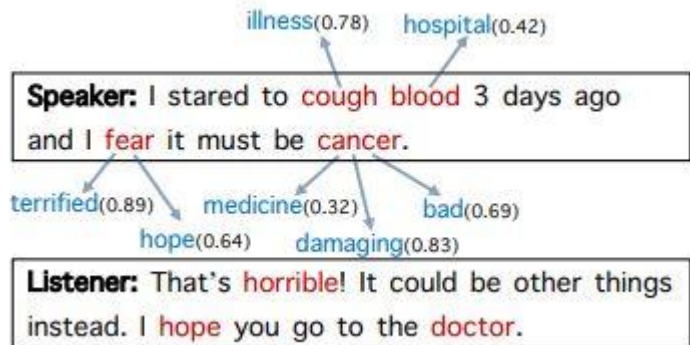 illness(0.78) hospital(0.42)
Speaker: I stared to cough blood 3 days ago
and I fear it must be cancer.
terrified(0.89) medicine(0.32) bad(0.69)
hope(0.64) damaging(0.83)
Listener: That's horrible! It could be other things
instead. I hope you go to the doctor.